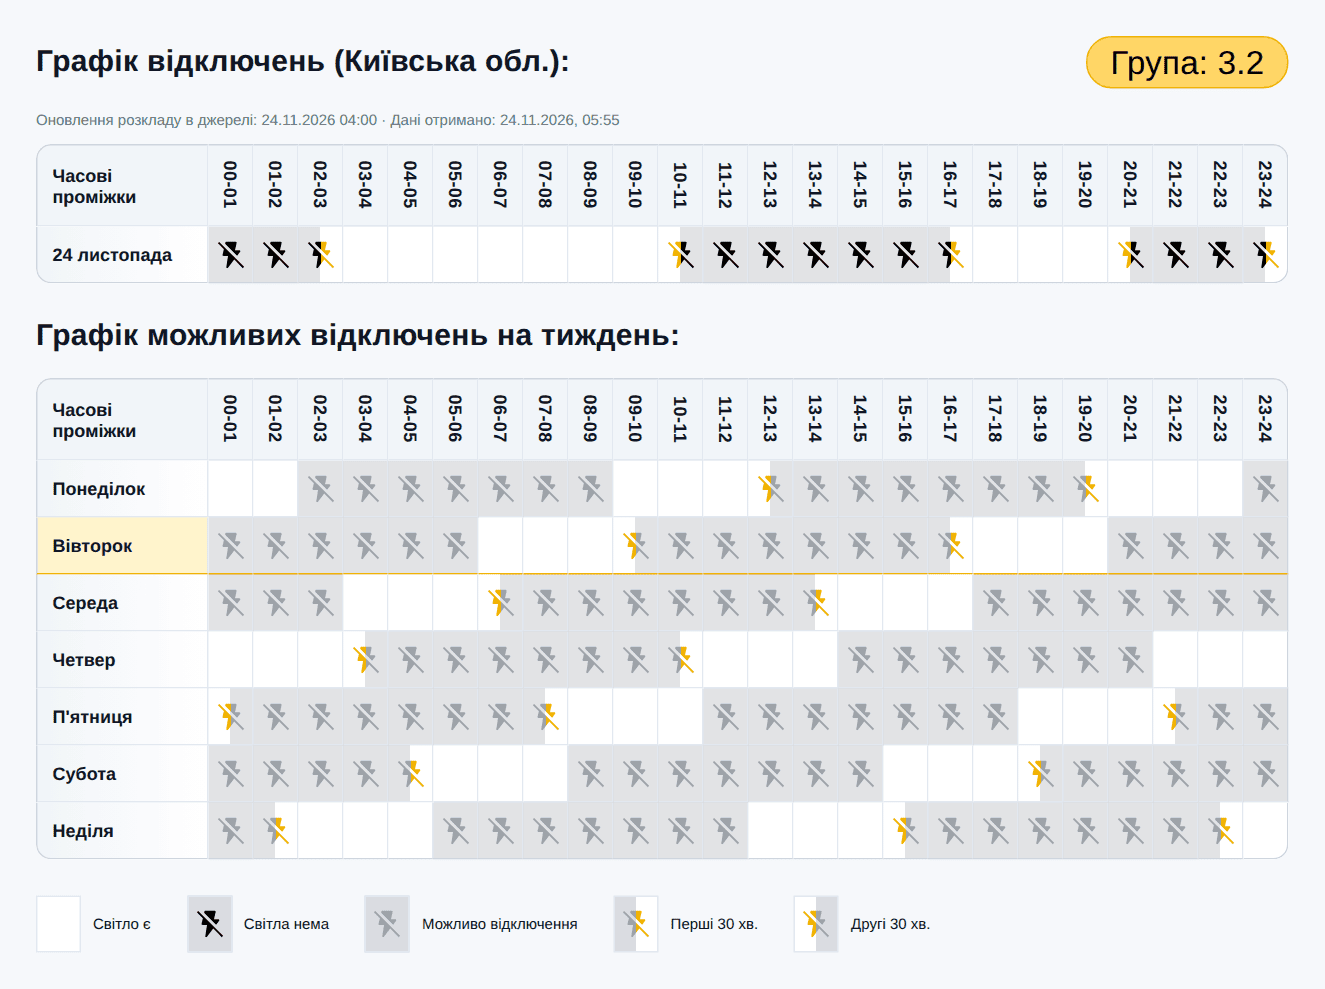 Графік відключень (Київська обл.):
Група: 3.2
Оновлення розкладу в джерелі: 24.11.2026 04:00 · Дані отримано: 24.11.2026, 05:55
Часові проміжки 00-01 01-02 02-03 03-04 04-05 05-06 06-07 07-08 08-09 09-10 10-11 11-12 12-13 13-14 14-15 15-16 16-17 17-18 18-19 19-20 20-21 21-22 22-23 23-24
24 листопада
Графік можливих відключень на тиждень:
Часові проміжки 00-01 01-02 02-03 03-04 04-05 05-06 06-07 07-08 08-09 09-10 10-11 11-12 12-13 13-14 14-15 15-16 16-17 17-18 18-19 19-20 20-21 21-22 22-23 23-24
Понеділок
Вівторок
Середа
Четвер
П'ятниця
Субота
Неділя
Світло є Світла нема Можливо відключення Перші 30 хв. Другі 30 хв.